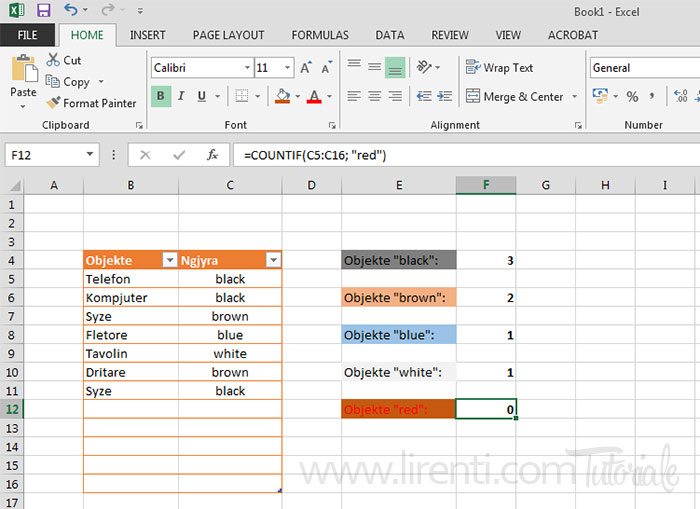 Book1 - Excel
FILE HOME INSERT PAGE LAYOUT FORMULAS DATA REVIEW VIEW ACROBAT
Paste
Cut
Copy
Format Painter
Calibri 11 A A
B I U A
Wrap Text
Merge & Center
General
% ,
Clipboard Font Alignment Number
F12 fx =COUNTIF(C5:C16; "red")
A B C D E F G H I
1
2
3
4 Objekte Ngjyra Objekte "black": 3
5 Telefon black
6 Kompjuter black Objekte "brown": 2
7 Syze brown
8 Fletore blue Objekte "blue": 1
9 Tavolin white
10 Dritare brown Objekte "white": 1
11 Syze black
12 Objekte "red": 0
13
14
15
16
17
www.lirenti.com Tutoriale